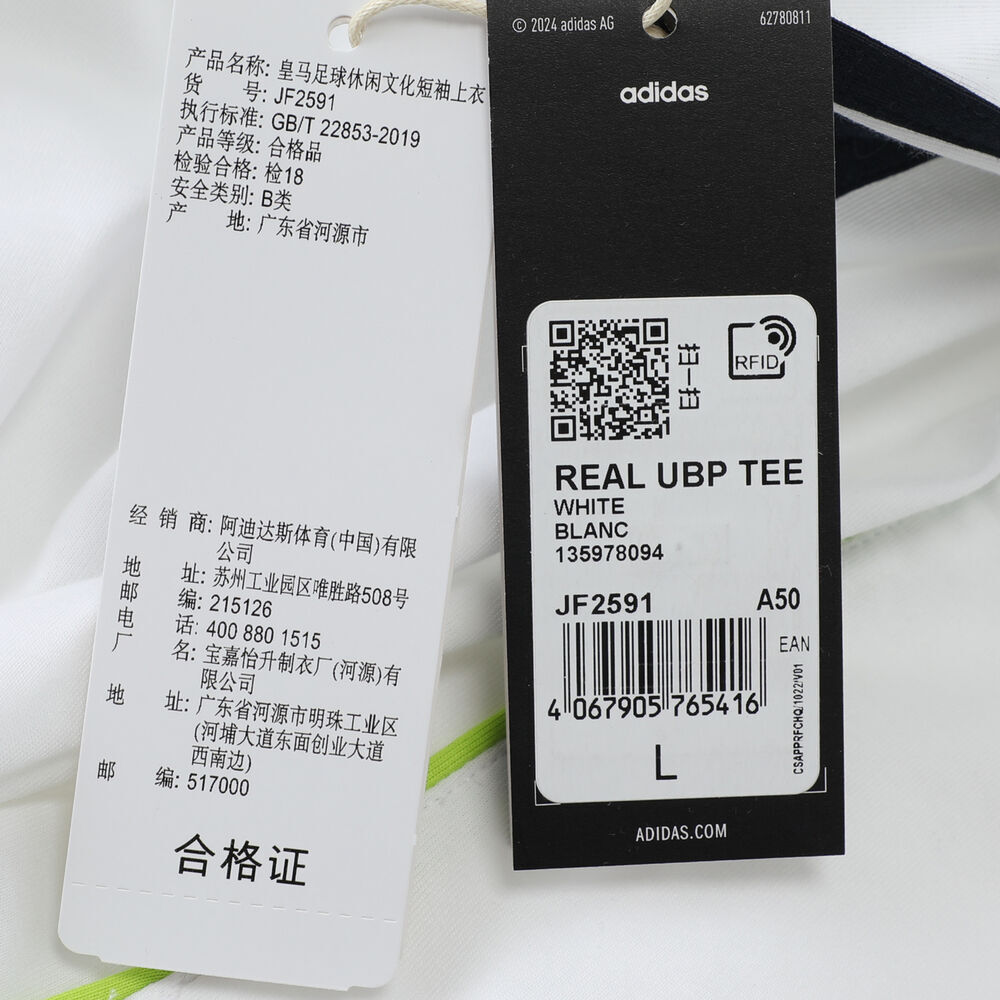 产品名称: 皇马足球休闲文化短袖上衣
货 号: JF2591
执行标准: GB/T 22853-2019
产品等级: 合格品
检验合格: 检18
安全类别: B类
产 地: 广东省河源市
经 销 商: 阿迪达斯体育(中国)有限
公司
地 址: 苏州工业园区唯胜路508号
邮 编: 215126
电 话: 400 880 1515
厂 名: 宝嘉怡升制衣厂(河源)有
限公司
地 址: 广东省河源市明珠工业区
(河埔大道东面创业大道
西南边)
邮 编: 517000
合格证
© 2024 adidas AG
62780811
adidas
扫一扫
RFID
REAL UBP TEE
WHITE
BLANC
135978094
JF2591 A50
EAN
4 067905 765416
L
CSAPPRFCHQ/1022/V01
ADIDAS.COM